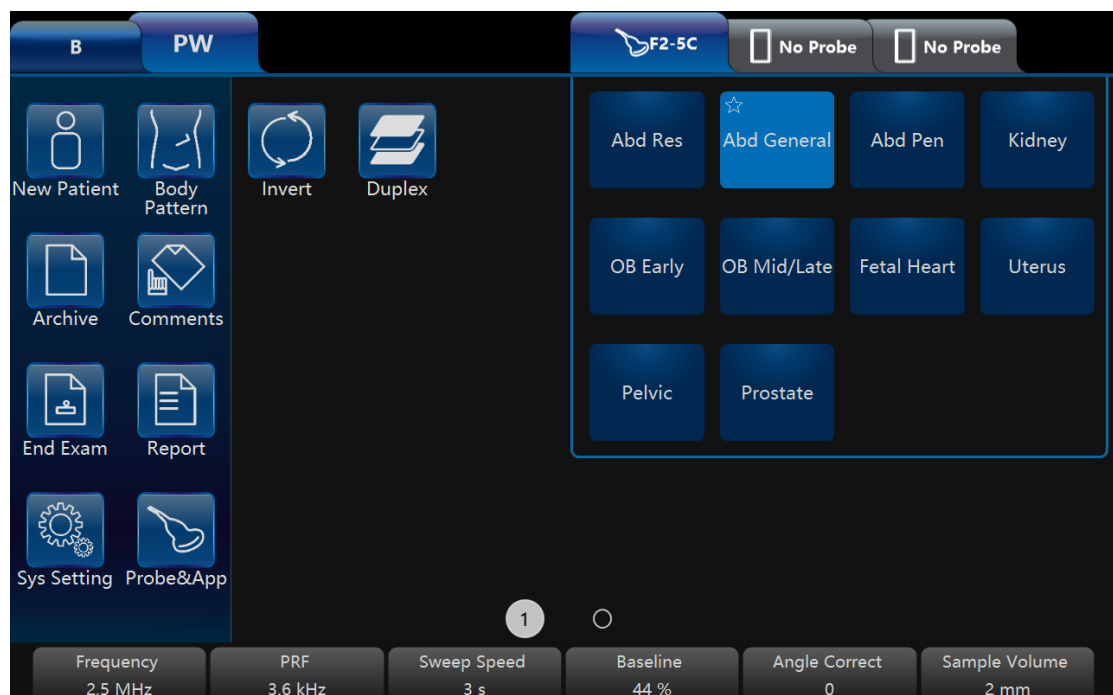 B
PW
F2-5C
No Probe
No Probe
New Patient
Body
Pattern
Invert
Duplex
Abd Res
Abd General
Abd Pen
Kidney
Archive
Comments
OB Early
OB Mid/Late
Fetal Heart
Uterus
End Exam
Report
Pelvic
Prostate
Sys Setting
Probe&App
1
Frequency
PRF
Sweep Speed
Baseline
Angle Correct
Sample Volume
2.5 MHz
3.6 kHz
3 s
44 %
0
2 mm